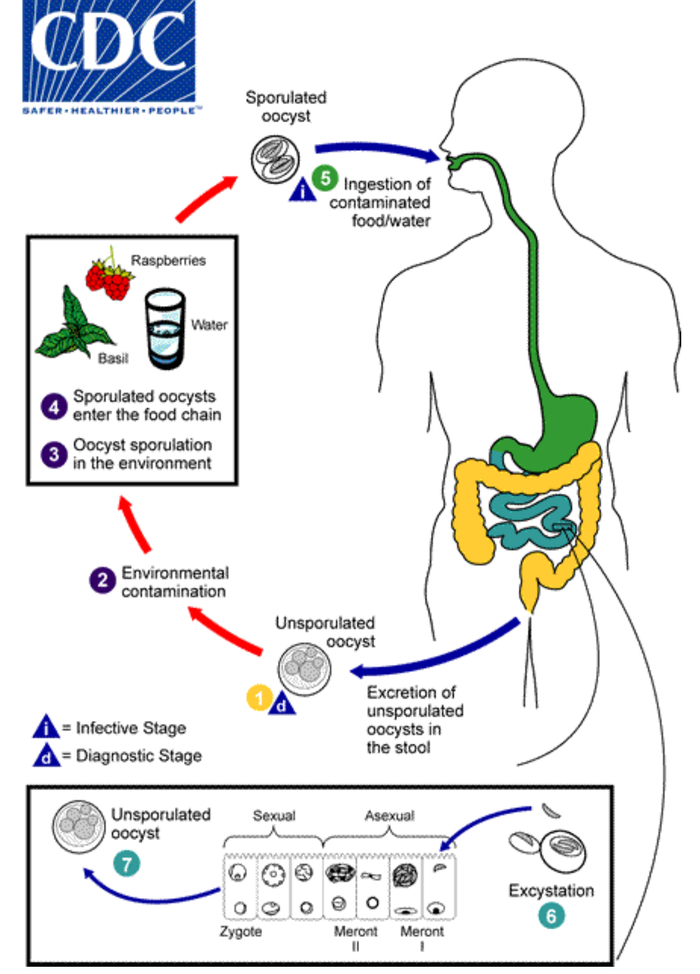 CDC
SAFER • HEALTHIER • PEOPLE™
Sporulated
oocyst
i
5
Ingestion of
contaminated
food/water
Raspberries
Water
Basil
4 Sporulated oocysts
enter the food chain
3 Oocyst sporulation
in the environment
2 Environmental
contamination
Unsporulated
oocyst
1
d
Excretion of
unsporulated
oocysts in
the stool
i = Infective Stage
d = Diagnostic Stage
Unsporulated
oocyst
7
Sexual
Asexual
Excystation
6
Zygote
Meront
II
Meront
I